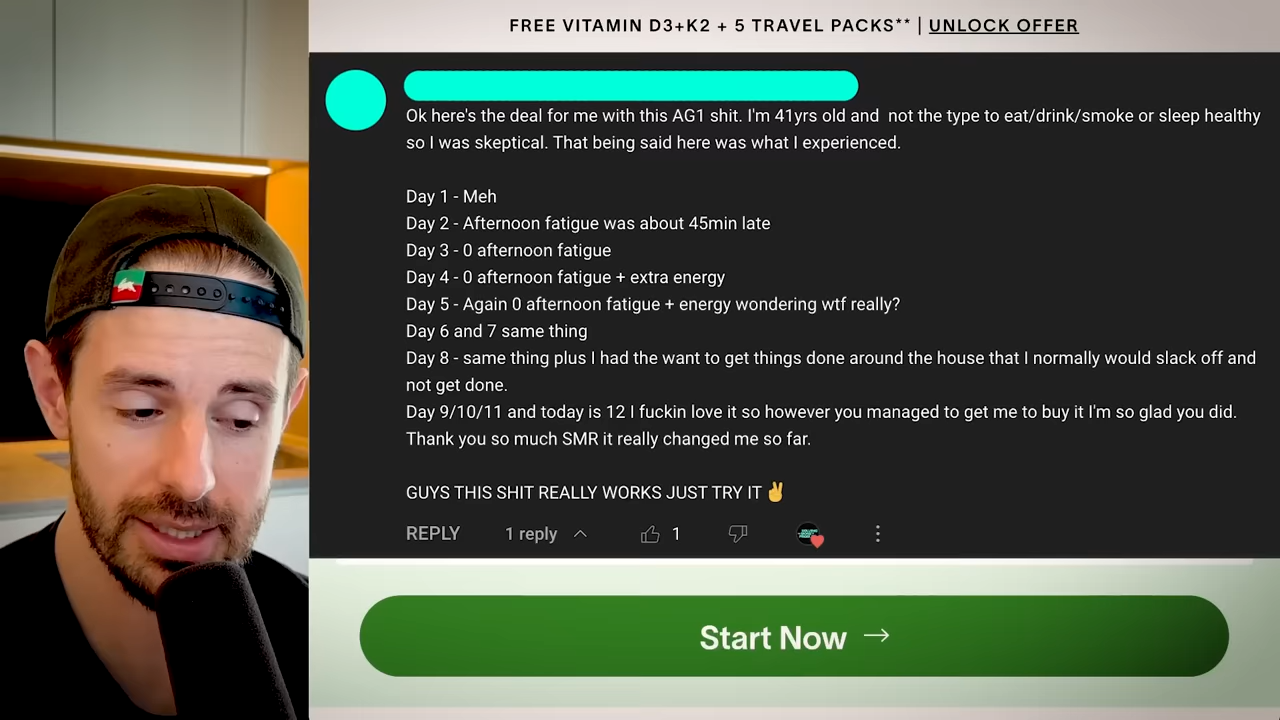 FREE VITAMIN D3+K2 + 5 TRAVEL PACKS** | UNLOCK OFFER
Ok here's the deal for me with this AG1 shit. I'm 41yrs old and  not the type to eat/drink/smoke or sleep healthy
so I was skeptical. That being said here was what I experienced.
Day 1 - Meh
Day 2 - Afternoon fatigue was about 45min late
Day 3 - 0 afternoon fatigue
Day 4 - 0 afternoon fatigue + extra energy
Day 5 - Again 0 afternoon fatigue + energy wondering wtf really?
Day 6 and 7 same thing
Day 8 - same thing plus I had the want to get things done around the house that I normally would slack off and
not get done.
Day 9/10/11 and today is 12 I fuckin love it so however you managed to get me to buy it I'm so glad you did.
Thank you so much SMR it really changed me so far.
GUYS THIS SHIT REALLY WORKS JUST TRY IT ✌️
REPLY 1 reply 1
Start Now →